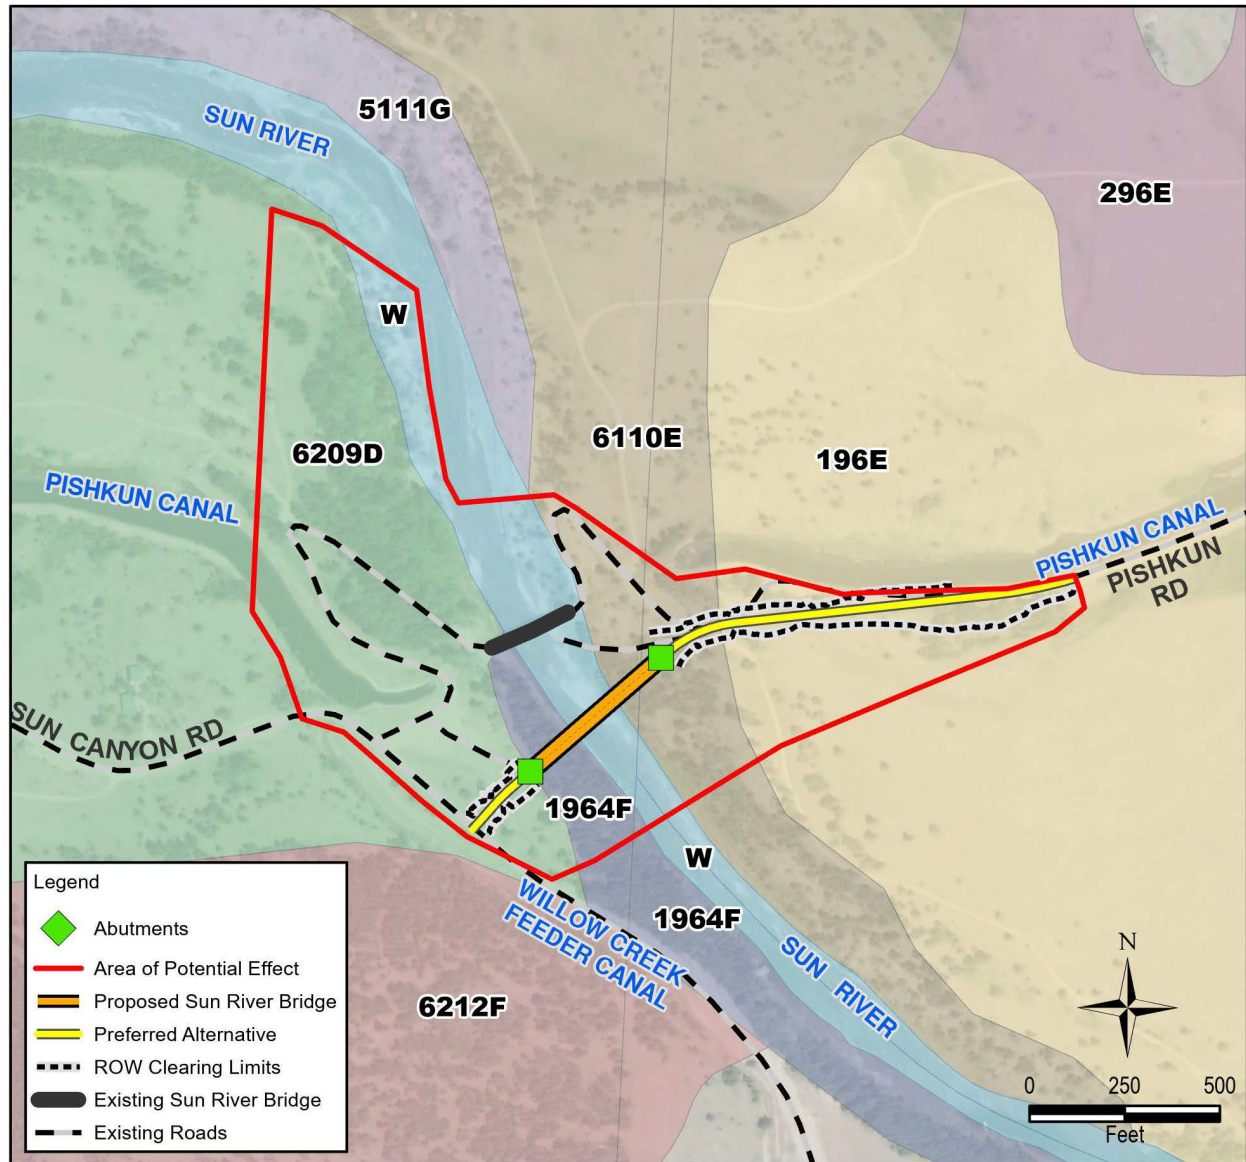 5111G
SUN RIVER
296E
W
6110E
6209D
196E
PISHKUN CANAL
PISHKUN CANAL
PISHKUN
RD
SUN CANYON RD
1964F
W
WILLOW CREEK
FEEDER CANAL
1964F
SUN RIVER
6212F
Legend
Abutments
Area of Potential Effect
Proposed Sun River Bridge
Preferred Alternative
ROW Clearing Limits
Existing Sun River Bridge
Existing Roads
N
0 250 500
Feet